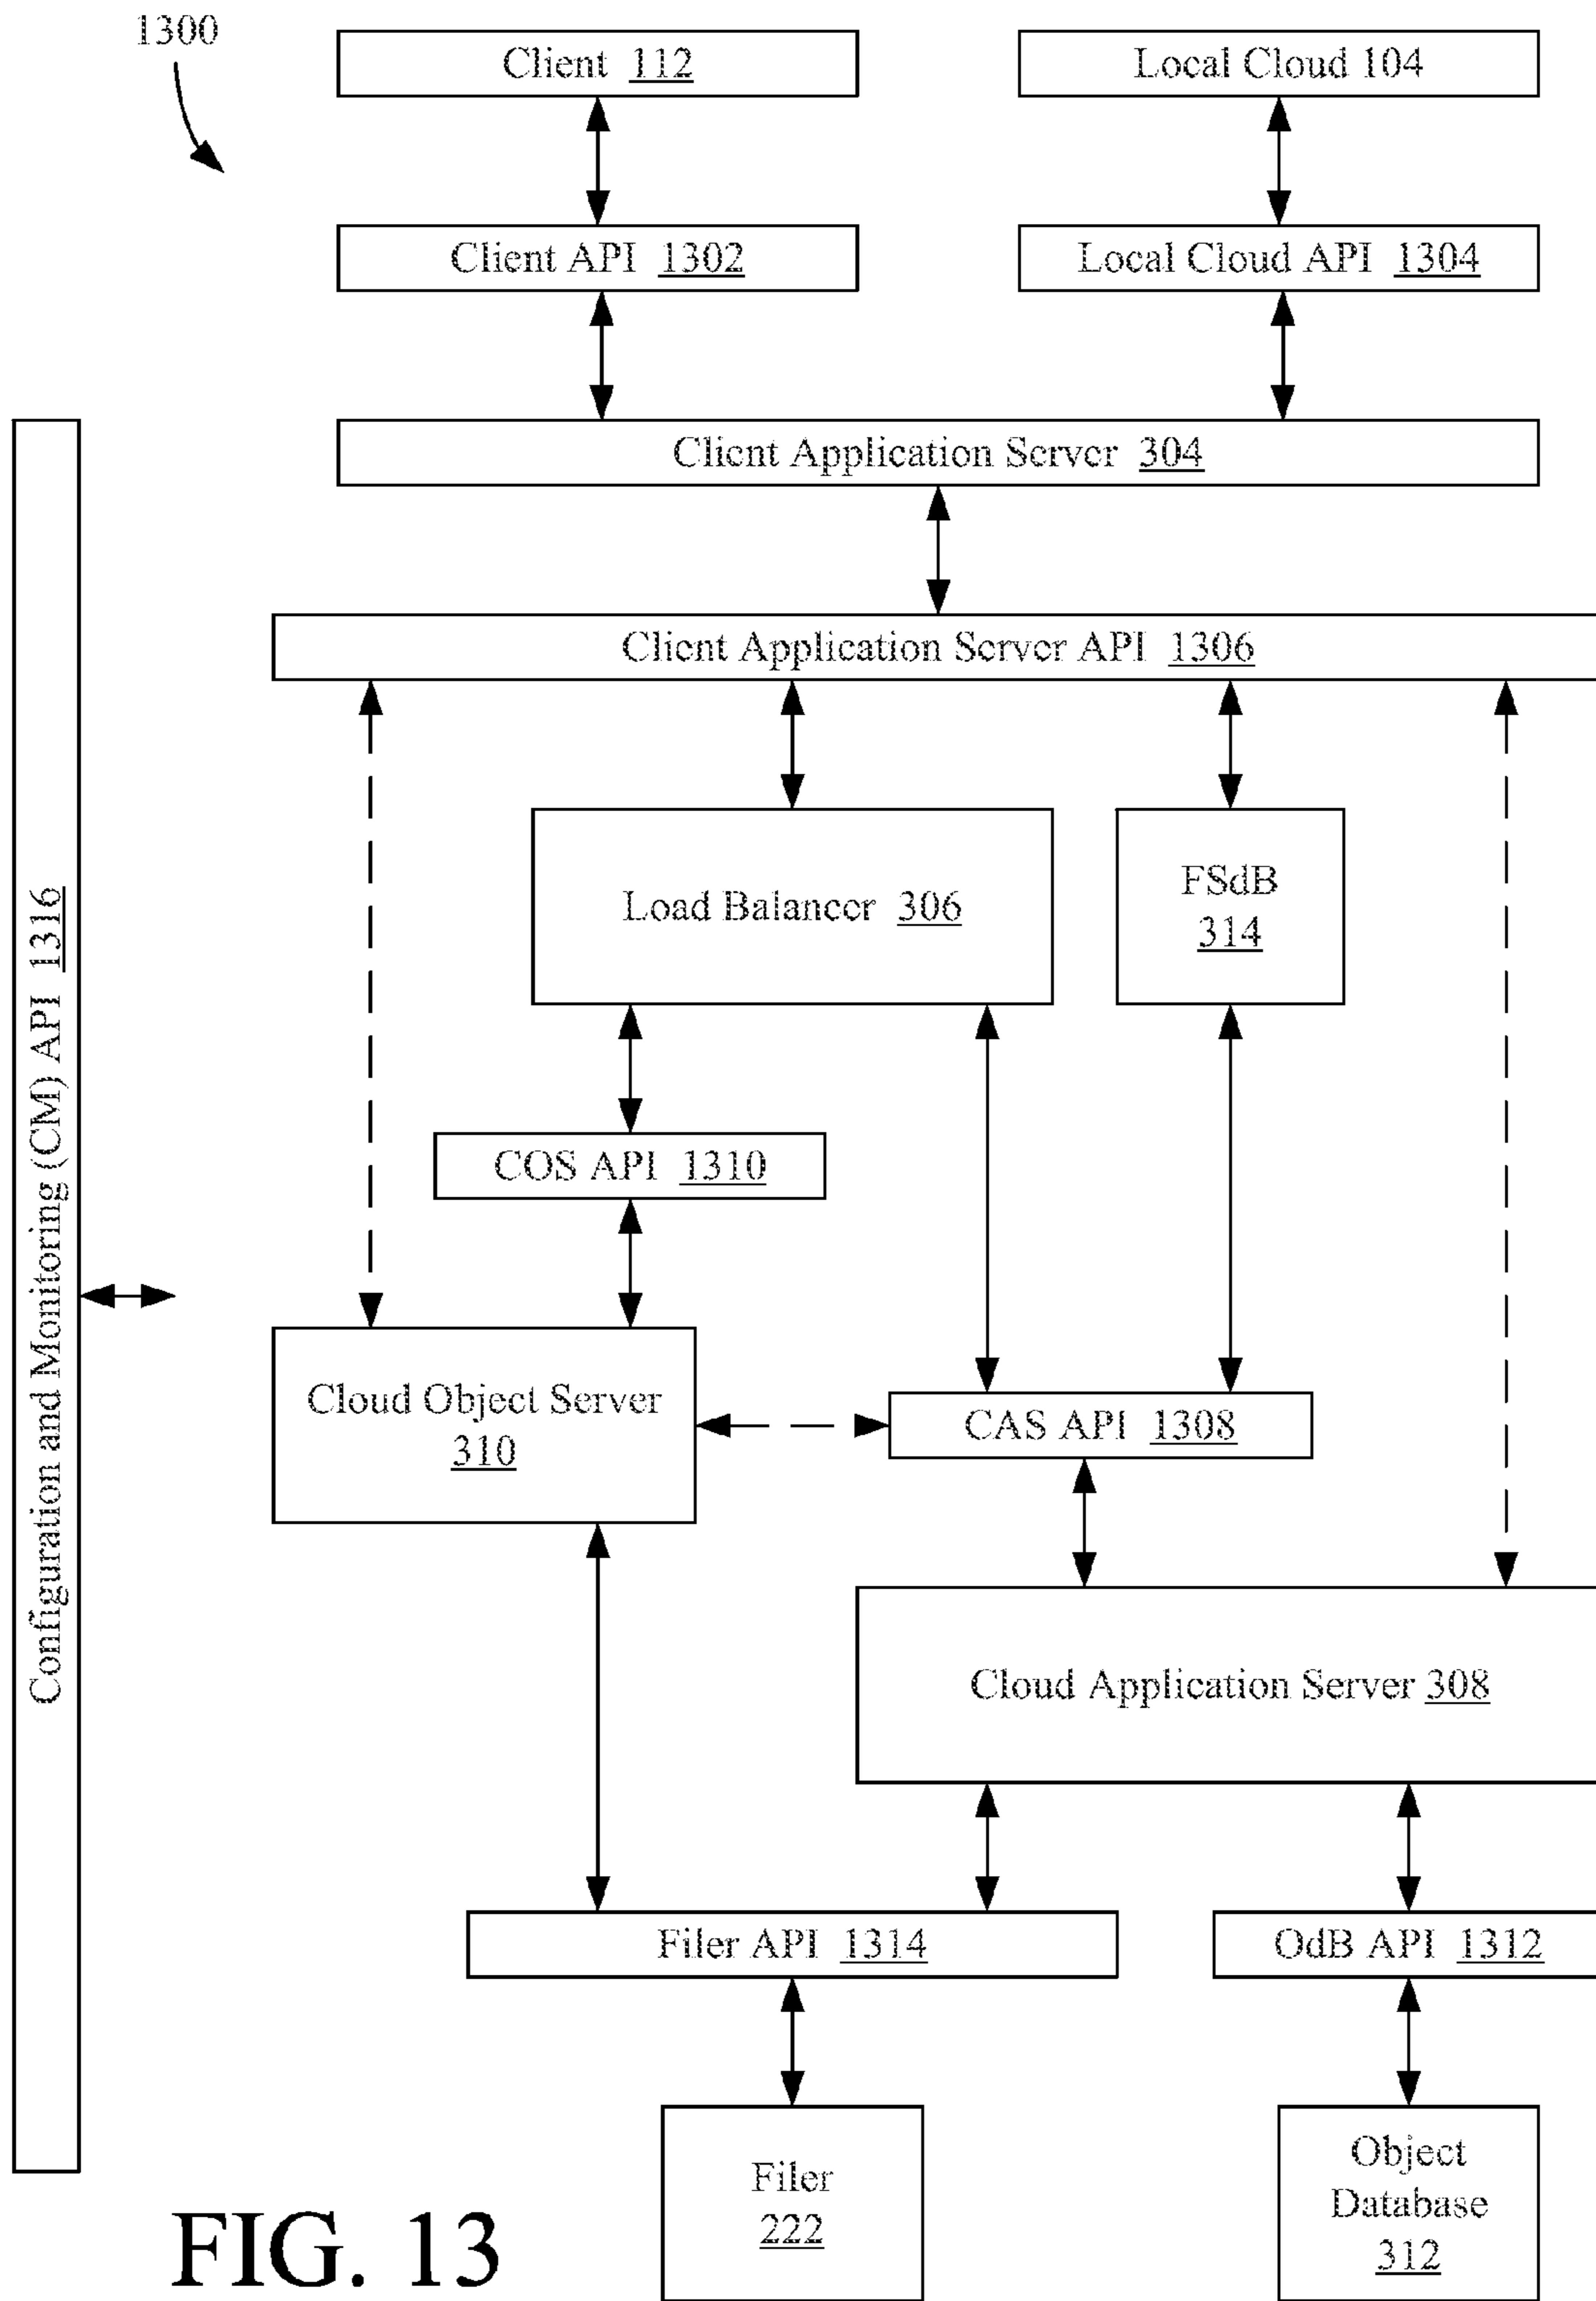 1300
Client 112
Local Cloud 104
Client API 1302
Local Cloud API 1304
Client Application Server 304
Client Application Server API 1306
Load Balancer 306
FSdB
314
Configuration and Monitoring (CM) API 1316
COS API 1310
Cloud Object Server
310
CAS API 1308
Cloud Application Server 308
Filer API 1314
OdB API 1312
Filer
222
Object
Database
312
FIG. 13